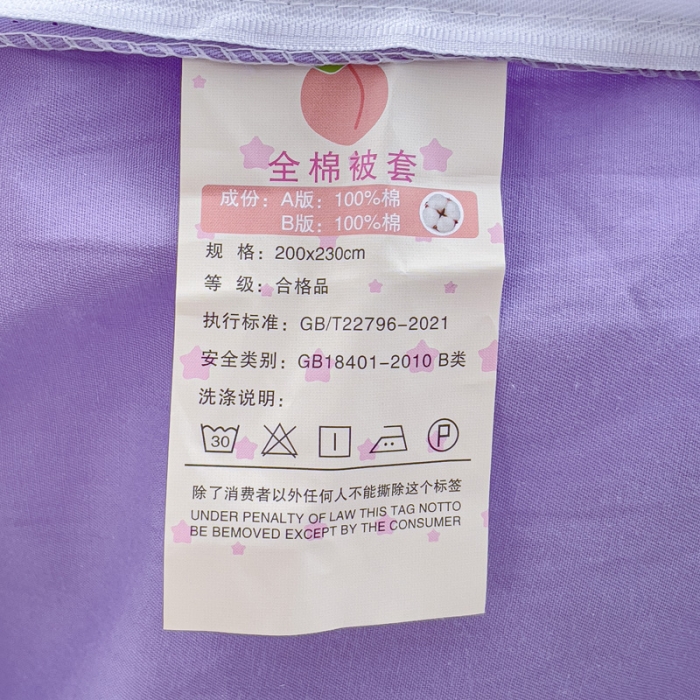 全棉被套
成份：A版：100%棉
B版：100%棉
规 格：200x230cm
等 级：合格品
执行标准：GB/T22796-2021
安全类别：GB18401-2010 B类
洗涤说明：
30
P
除了消费者以外任何人不能撕除这个标签
UNDER PENALTY OF LAW THIS TAG NOTTO
BE BEMOVED EXCEPT BY THE CONSUMER